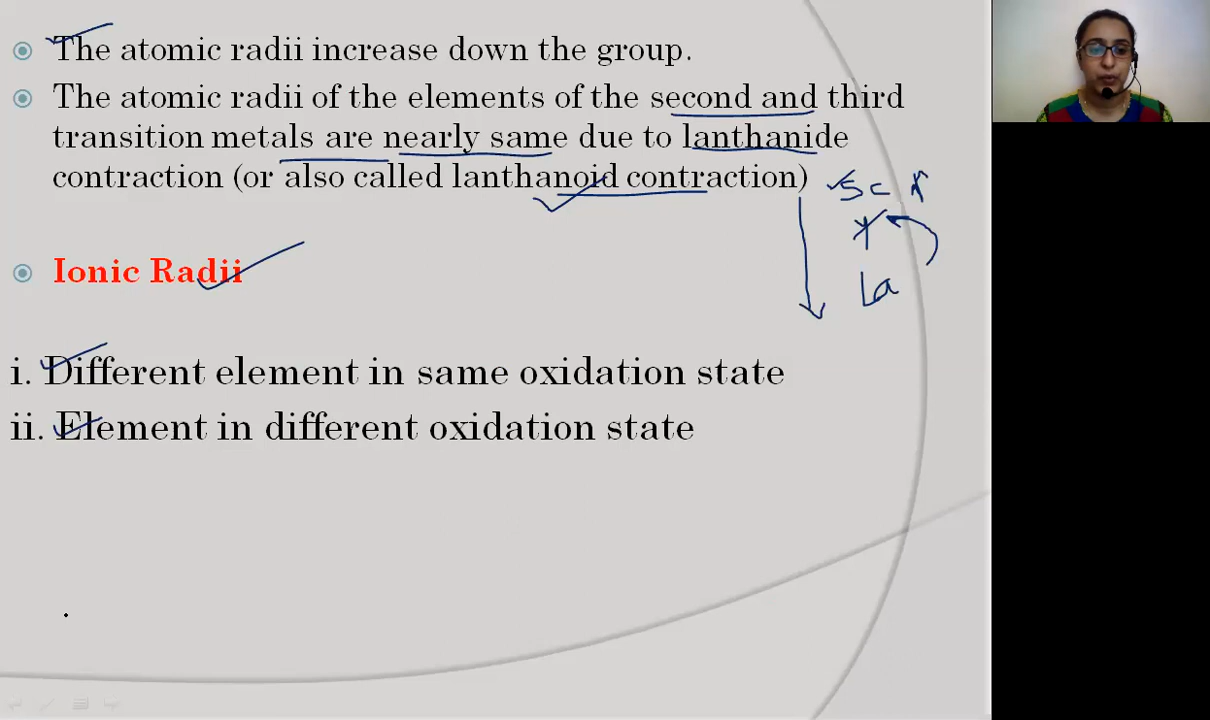 The atomic radii increase down the group.
The atomic radii of the elements of the second and third
transition metals are nearly same due to lanthanide
contraction (or also called lanthanoid contraction)
Sc
Y
La
Ionic Radii
i. Different element in same oxidation state
ii. Element in different oxidation state